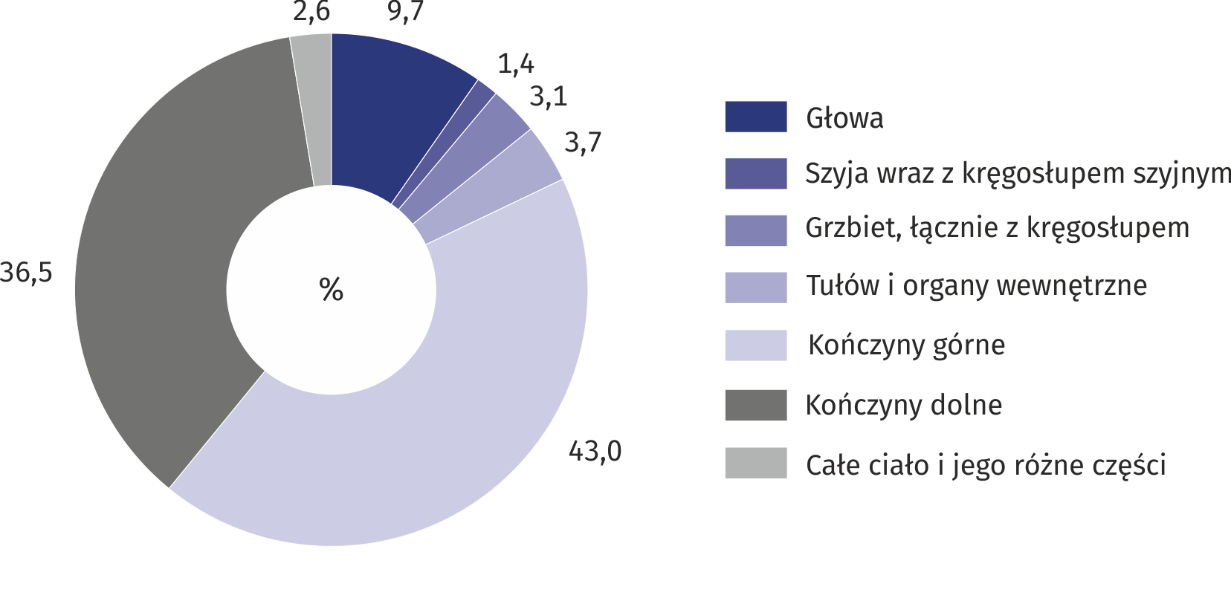 2,6
9,7
1,4
3,1
3,7
36,5
%
43,0
Głowa
Szyja wraz z kręgosłupem szyjnym
Grzbiet, łącznie z kręgosłupem
Tułów i organy wewnętrzne
Kończyny górne
Kończyny dolne
Całe ciało i jego różne części